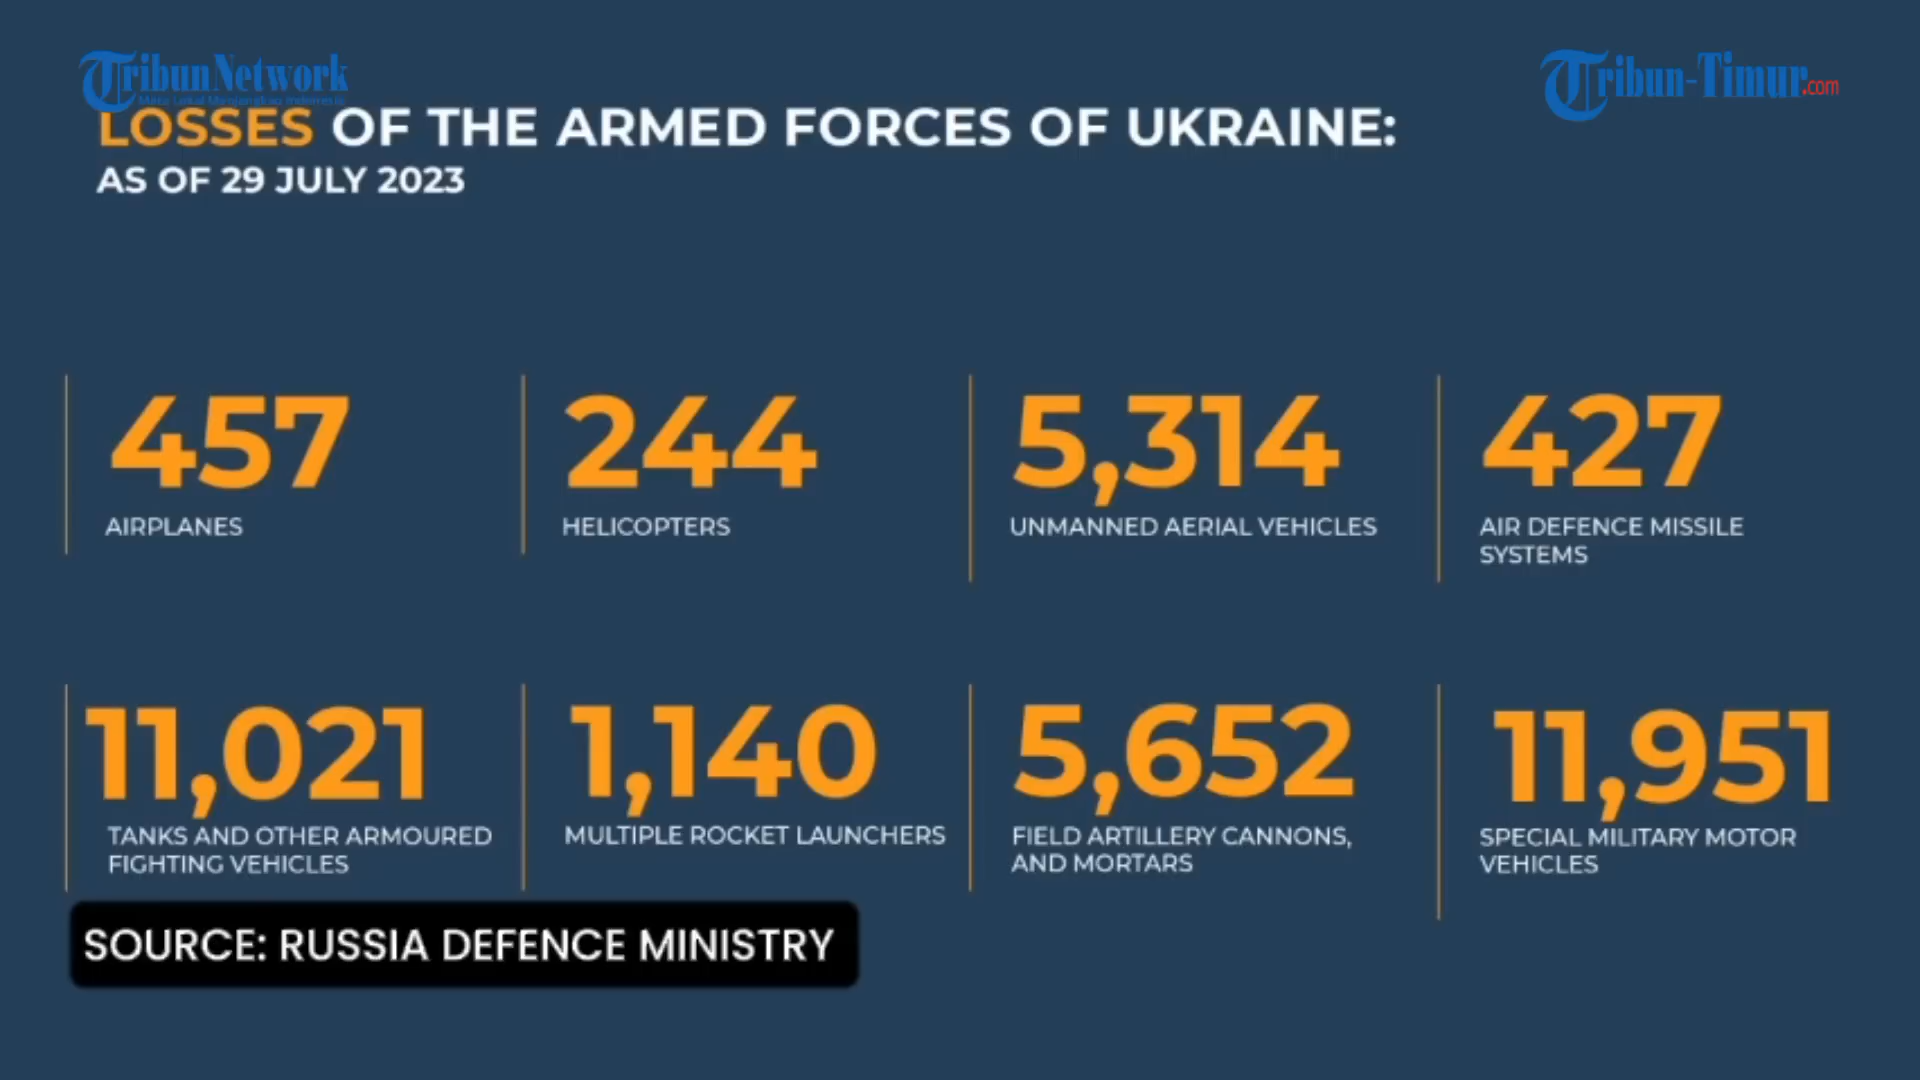 TribunNetwork
Tribun-Timur.com
LOSSES OF THE ARMED FORCES OF UKRAINE:
AS OF 29 JULY 2023
457
AIRPLANES
244
HELICOPTERS
5,314
UNMANNED AERIAL VEHICLES
427
AIR DEFENCE MISSILE
SYSTEMS
11,021
TANKS AND OTHER ARMOURED
FIGHTING VEHICLES
1,140
MULTIPLE ROCKET LAUNCHERS
5,652
FIELD ARTILLERY CANNONS,
AND MORTARS
11,951
SPECIAL MILITARY MOTOR
VEHICLES
SOURCE: RUSSIA DEFENCE MINISTRY